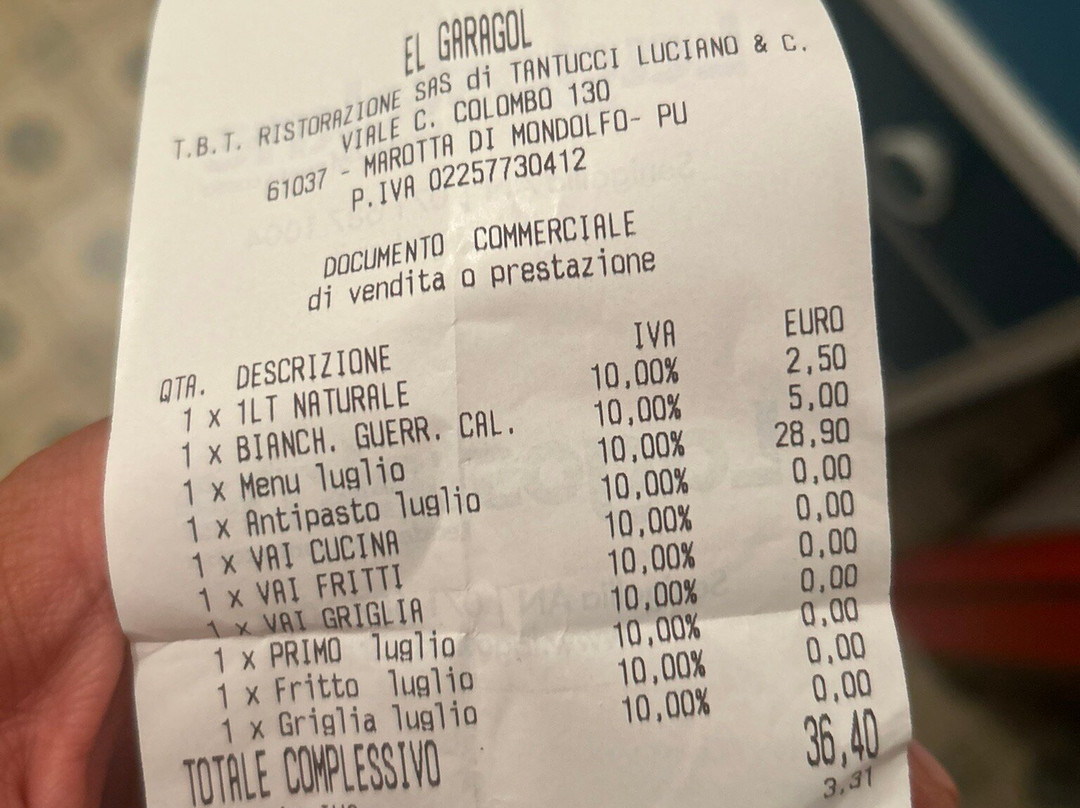 EL GARAGOL
T.B.T. RISTORAZIONE SAS di TANTUCCI LUCIANO & C.
VIALE C. COLOMBO 130
61037 - MAROTTA DI MONDOLFO- PU
P.IVA 02257730412
DOCUMENTO COMMERCIALE
di vendita o prestazione
QTA. DESCRIZIONE IVA EURO
1 x 1LT NATURALE 10,00% 2,50
1 x BIANCH. GUERR. CAL. 10,00% 5,00
1 x Menu luglio 10,00% 28,90
1 x Antipasto luglio 10,00% 0,00
1 x VAI CUCINA 10,00% 0,00
1 x VAI FRITTI 10,00% 0,00
1 x VAI GRIGLIA 10,00% 0,00
1 x PRIMO luglio 10,00% 0,00
1 x Fritto luglio 10,00% 0,00
1 x Griglia luglio 10,00% 0,00
TOTALE COMPLESSIVO 36,40
3,31